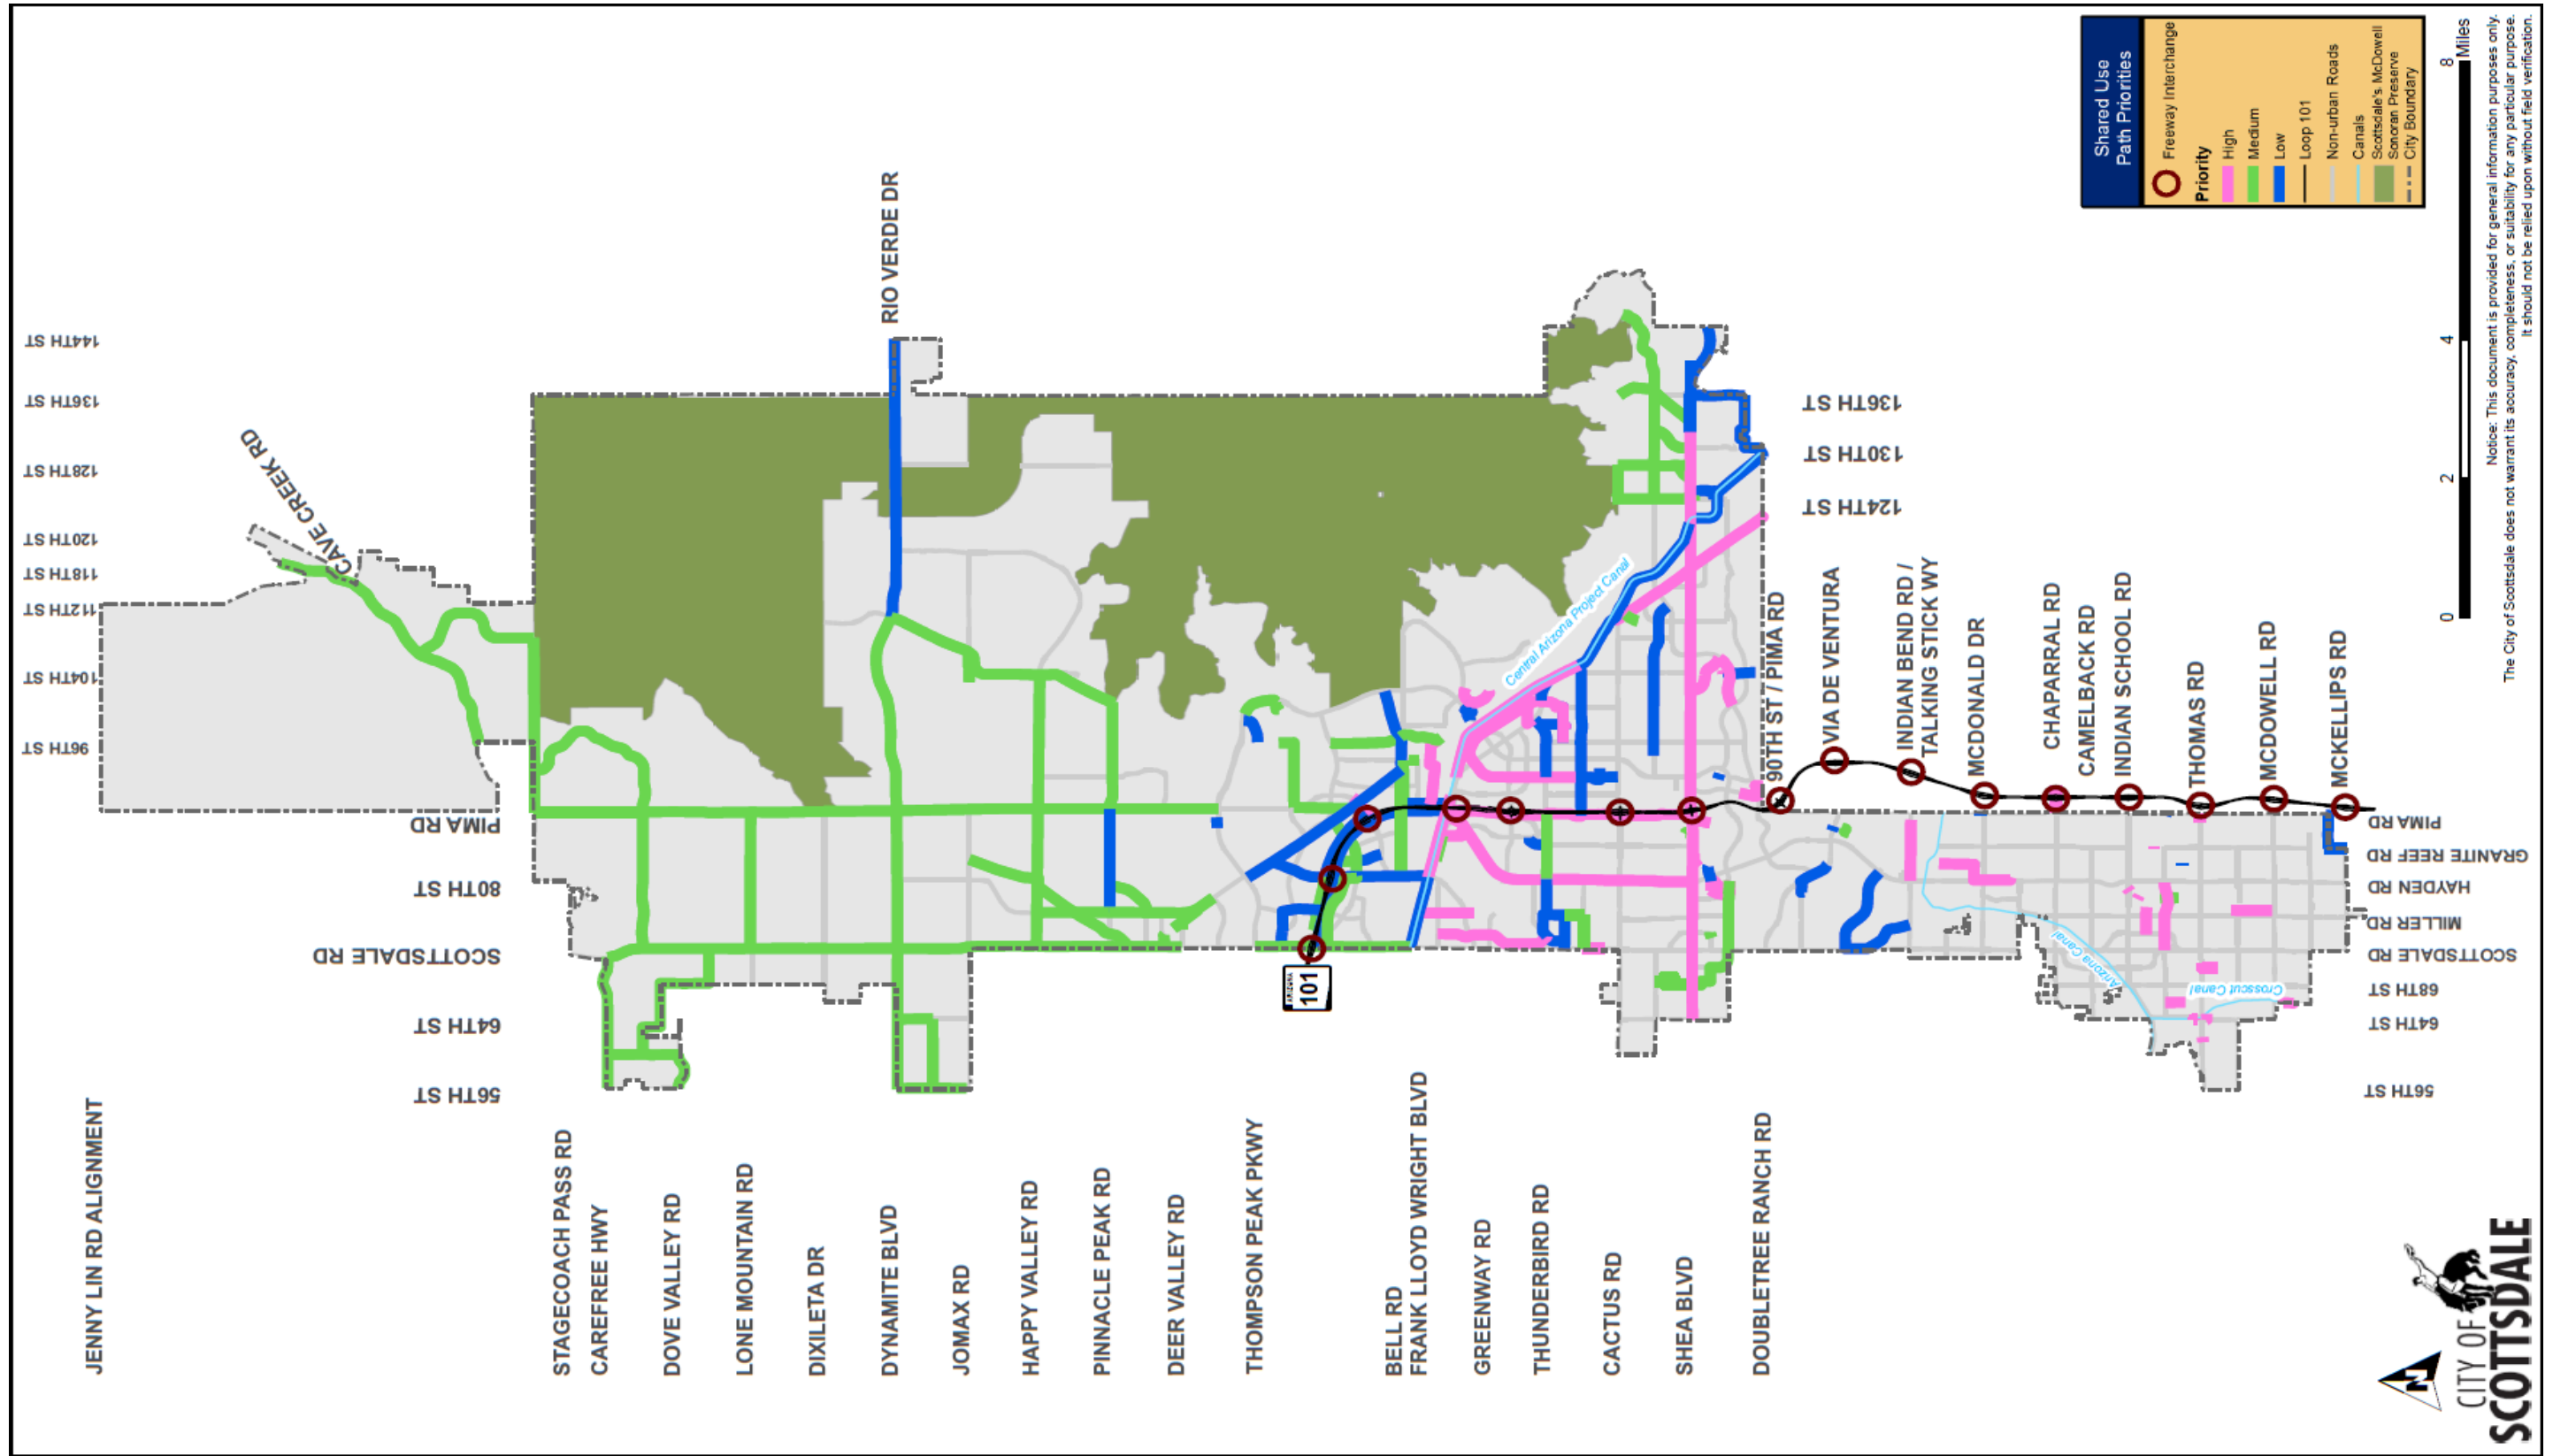 Shared Use
Path Priorities
Freeway Interchange
Priority
High
Medium
Low
Loop 101
Non-urban Roads
Canals
Scottsdale's McDowell
Sonoran Preserve
City Boundary
8
Miles
4
2
0
Notice: This document is provided for general information purposes only.
The City of Scottsdale does not warrant its accuracy, completeness, or suitability for any particular purpose.
It should not be relied upon without field verification.
144TH ST
136TH ST
128TH ST
120TH ST
118TH ST
112TH ST
104TH ST
96TH ST
CAVE CREEK RD
RIO VERDE DR
PIMA RD
80TH ST
SCOTTSDALE RD
64TH ST
56TH ST
136TH ST
130TH ST
124TH ST
Central Arizona Project Canal
90TH ST / PIMA RD
VIA DE VENTURA
INDIAN BEND RD /
TALKING STICK WY
MCDONALD DR
CHAPARRAL RD
CAMELBACK RD
INDIAN SCHOOL RD
THOMAS RD
MCDOWELL RD
MCKELLIPS RD
PIMA RD
GRANITE REEF RD
HAYDEN RD
MILLER RD
SCOTTSDALE RD
68TH ST
64TH ST
56TH ST
Arizona Canal
Crosscut Canal
ARIZONA
101
JENNY LIN RD ALIGNMENT
STAGECOACH PASS RD
CAREFREE HWY
DOVE VALLEY RD
LONE MOUNTAIN RD
DIXILETA DR
DYNAMITE BLVD
JOMAX RD
HAPPY VALLEY RD
PINNACLE PEAK RD
DEER VALLEY RD
THOMPSON PEAK PKWY
BELL RD
FRANK LLOYD WRIGHT BLVD
GREENWAY RD
THUNDERBIRD RD
CACTUS RD
SHEA BLVD
DOUBLETREE RANCH RD
N
CITY OF
SCOTTSDALE